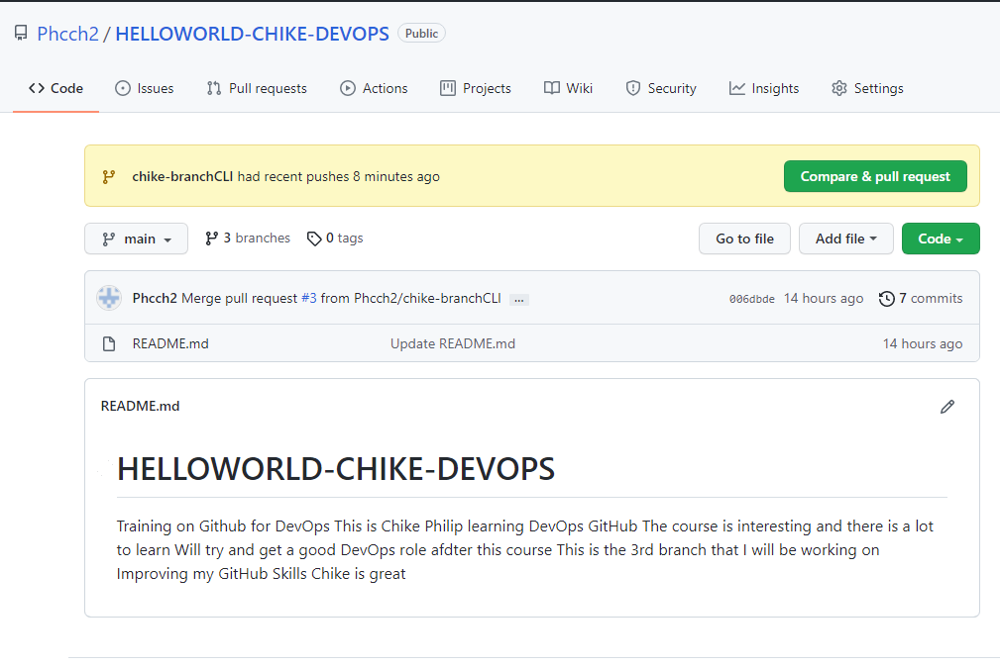 Phcch2 / HELLOWORLD-CHIKE-DEVOPS Public
Code Issues Pull requests Actions Projects Wiki Security Insights Settings
chike-branchCLI had recent pushes 8 minutes ago Compare & pull request
main 3 branches 0 tags Go to file Add file Code
Phcch2 Merge pull request #3 from Phcch2/chike-branchCLI ... 006dbde 14 hours ago 7 commits
README.md Update README.md 14 hours ago
README.md
HELLOWORLD-CHIKE-DEVOPS
Training on Github for DevOps This is Chike Philip learning DevOps GitHub The course is interesting and there is a lot
to learn Will try and get a good DevOps role afdter this course This is the 3rd branch that I will be working on
Improving my GitHub Skills Chike is great